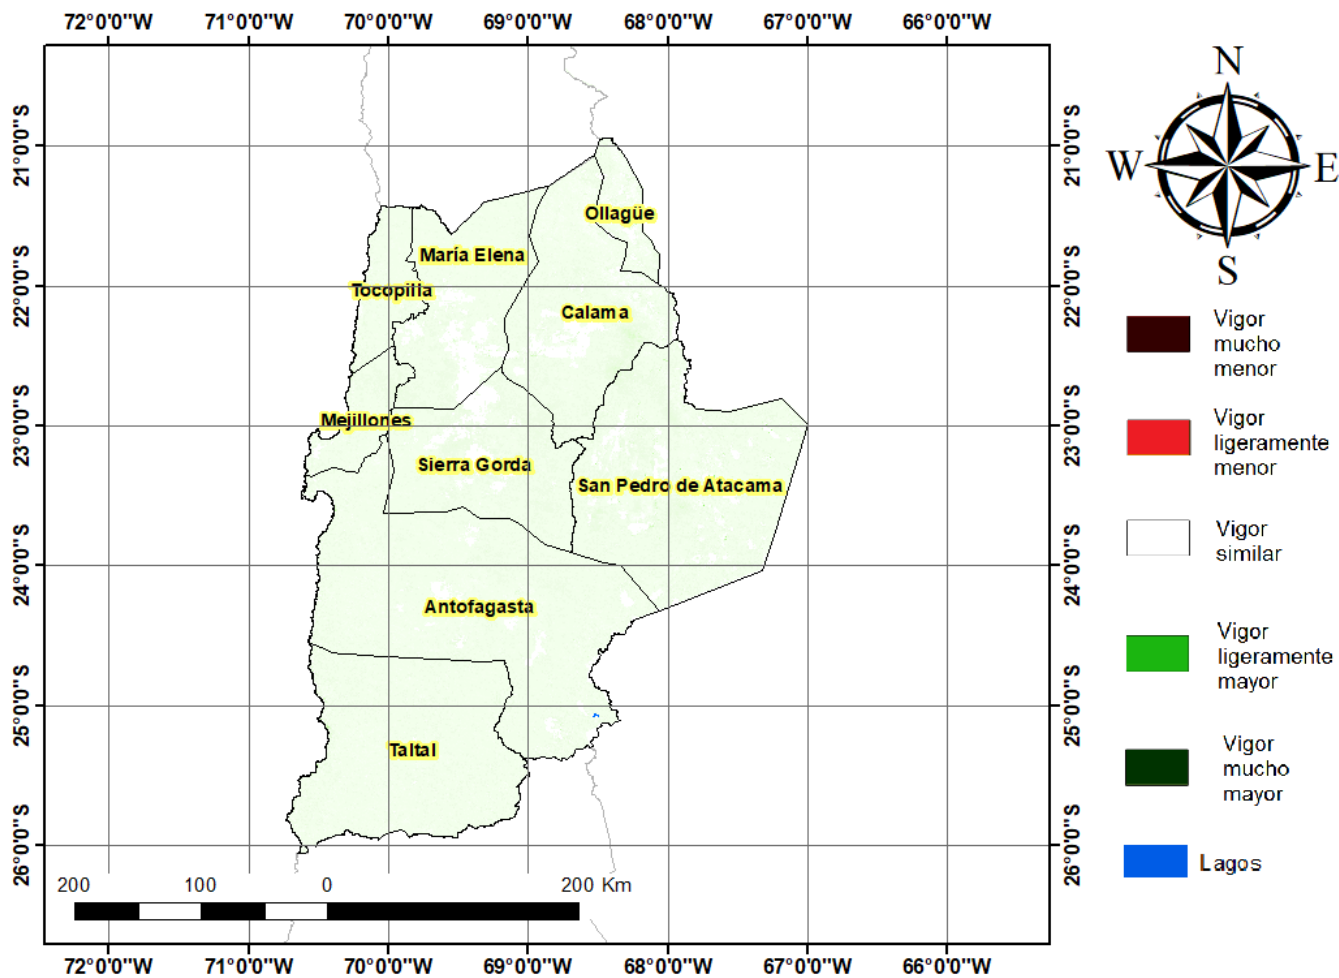 72°0'0"W 71°0'0"W 70°0'0"W 69°0'0"W 68°0'0"W 67°0'0"W 66°0'0"W
21°0'0"S
22°0'0"S
23°0'0"S
24°0'0"S
25°0'0"S
26°0'0"S
Ollagüe
María Elena
Tocopilla
Calama
Mejillones
Sierra Gorda
San Pedro de Atacama
Antofagasta
Taltal
200 100 0 200 Km
21°0'0"S
22°0'0"S
23°0'0"S
24°0'0"S
25°0'0"S
26°0'0"S
72°0'0"W 71°0'0"W 70°0'0"W 69°0'0"W 68°0'0"W 67°0'0"W 66°0'0"W
N
W E
S
Vigor
mucho
menor
Vigor
ligeramente
menor
Vigor
similar
Vigor
ligeramente
mayor
Vigor
mucho
mayor
Lagos